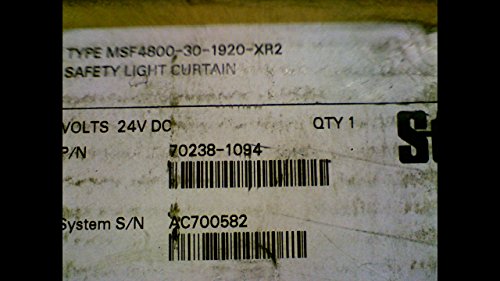 TYPE MSF4800-30-1920-XR2
SAFETY LIGHT CURTAIN
VOLTS 24V DC QTY 1
P/N 70238-1094
System S/N AC700582